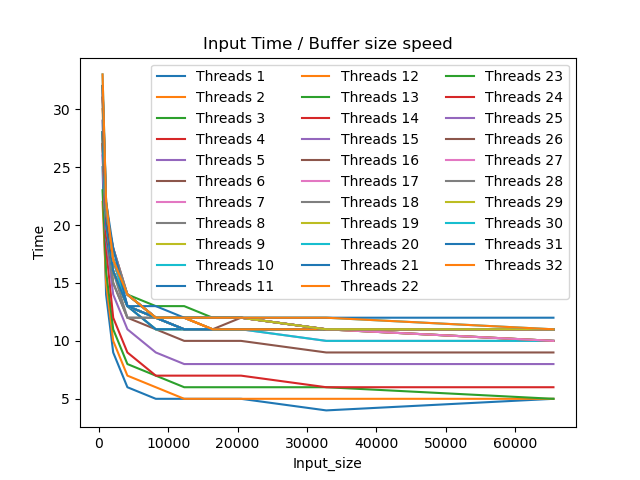 Input Time / Buffer size speed
Time
30
25
20
15
10
5
Threads 1
Threads 2
Threads 3
Threads 4
Threads 5
Threads 6
Threads 7
Threads 8
Threads 9
Threads 10
Threads 11
Threads 12
Threads 13
Threads 14
Threads 15
Threads 16
Threads 17
Threads 18
Threads 19
Threads 20
Threads 21
Threads 22
Threads 23
Threads 24
Threads 25
Threads 26
Threads 27
Threads 28
Threads 29
Threads 30
Threads 31
Threads 32
0 10000 20000 30000 40000 50000 60000
Input_size